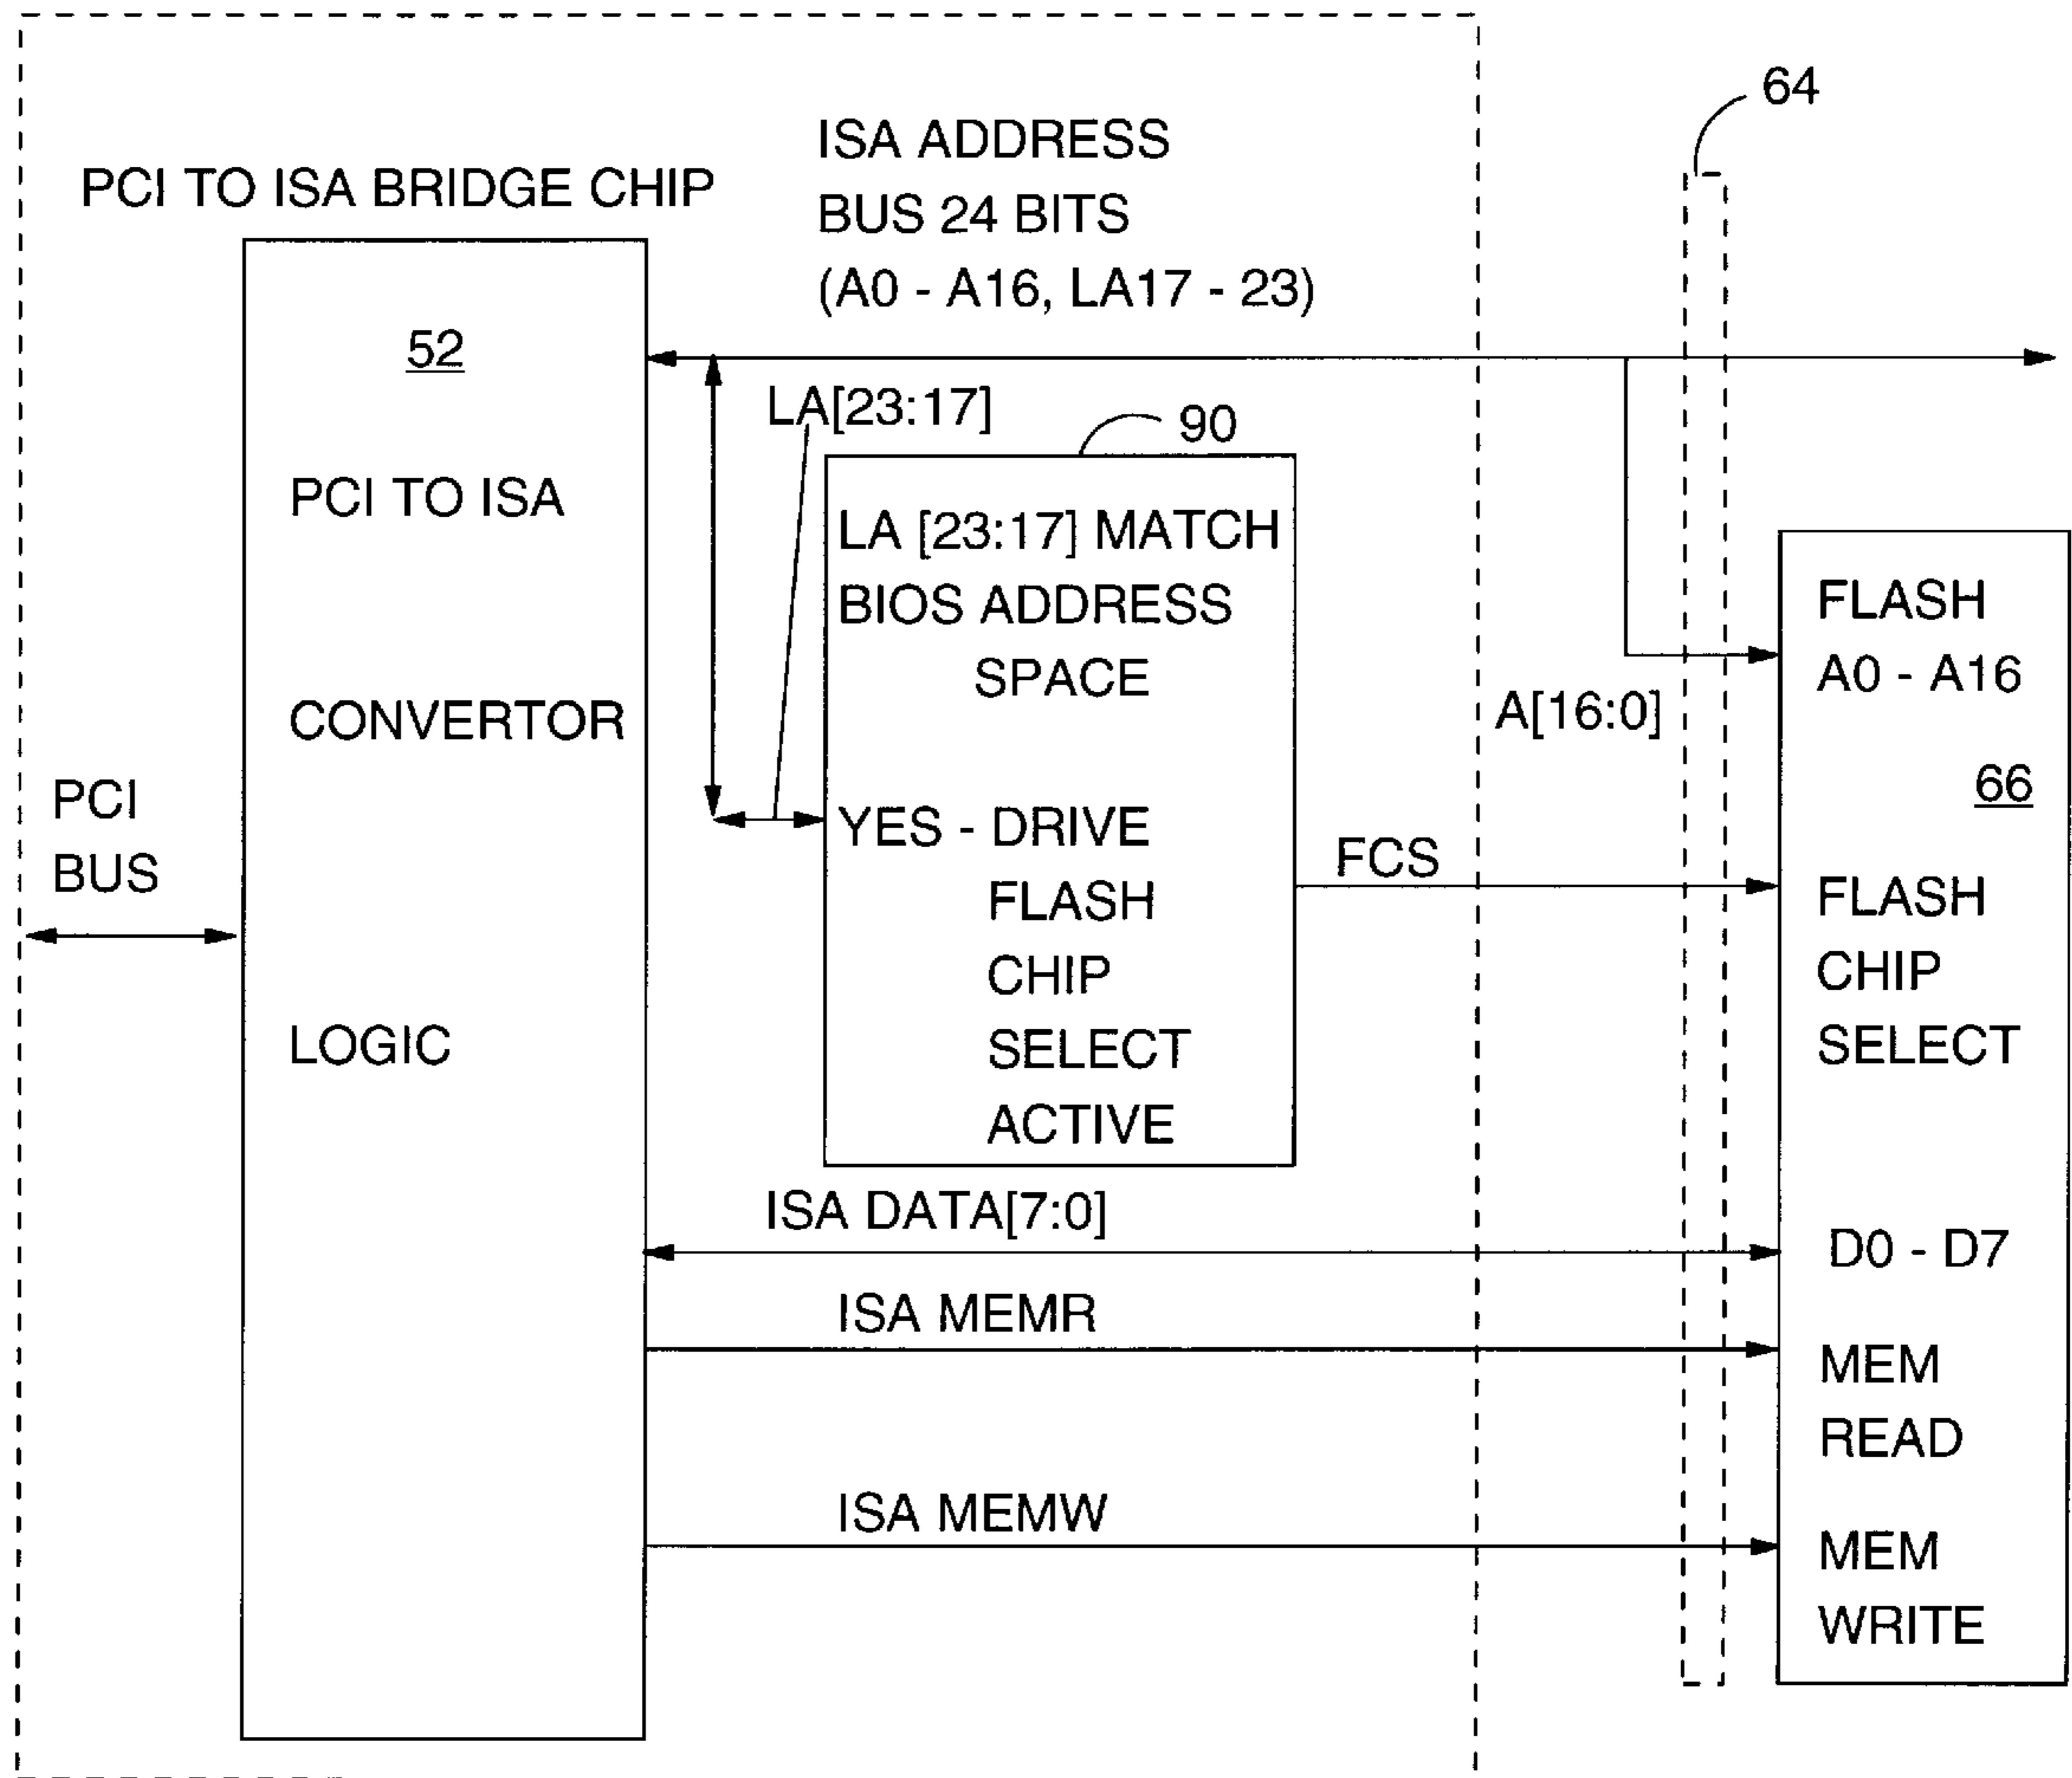 64
ISA ADDRESS
BUS 24 BITS
(A0 - A16, LA17 - 23)
PCI TO ISA BRIDGE CHIP
52
PCI TO ISA
CONVERTOR
LOGIC
PCI
BUS
LA[23:17]
90
LA [23:17] MATCH
BIOS ADDRESS
SPACE
YES - DRIVE
FLASH
CHIP
SELECT
ACTIVE
FCS
A[16:0]
ISA DATA[7:0]
ISA MEMR
ISA MEMW
FLASH
A0 - A16
66
FLASH
CHIP
SELECT
D0 - D7
MEM
READ
MEM
WRITE